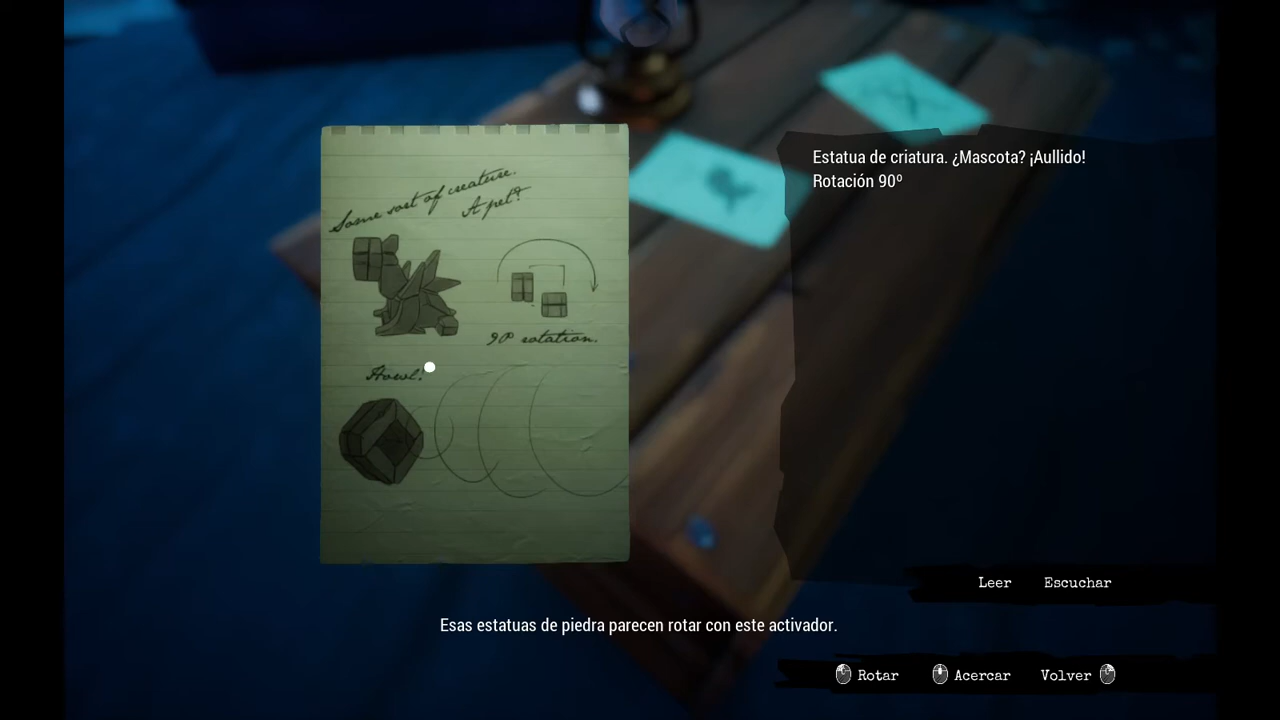 Some sort of creature.
A pet?
90º rotation.
Howl!
Estatua de criatura. ¿Mascota? ¡Aullido!
Rotación 90º
Leer Escuchar
Esas estatuas de piedra parecen rotar con este activador.
Rotar Acercar Volver